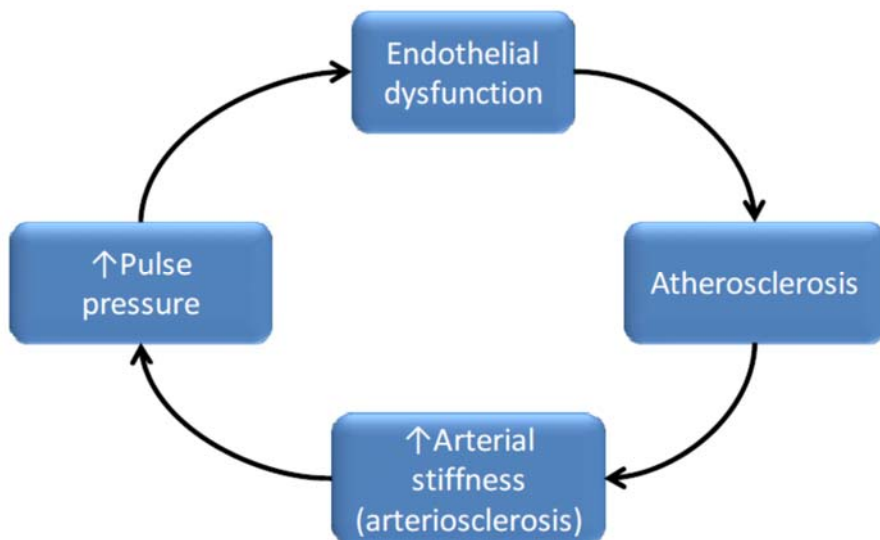 Endothelial
dysfunction
Atherosclerosis
↑Arterial
stiffness
(arteriosclerosis)
↑Pulse
pressure